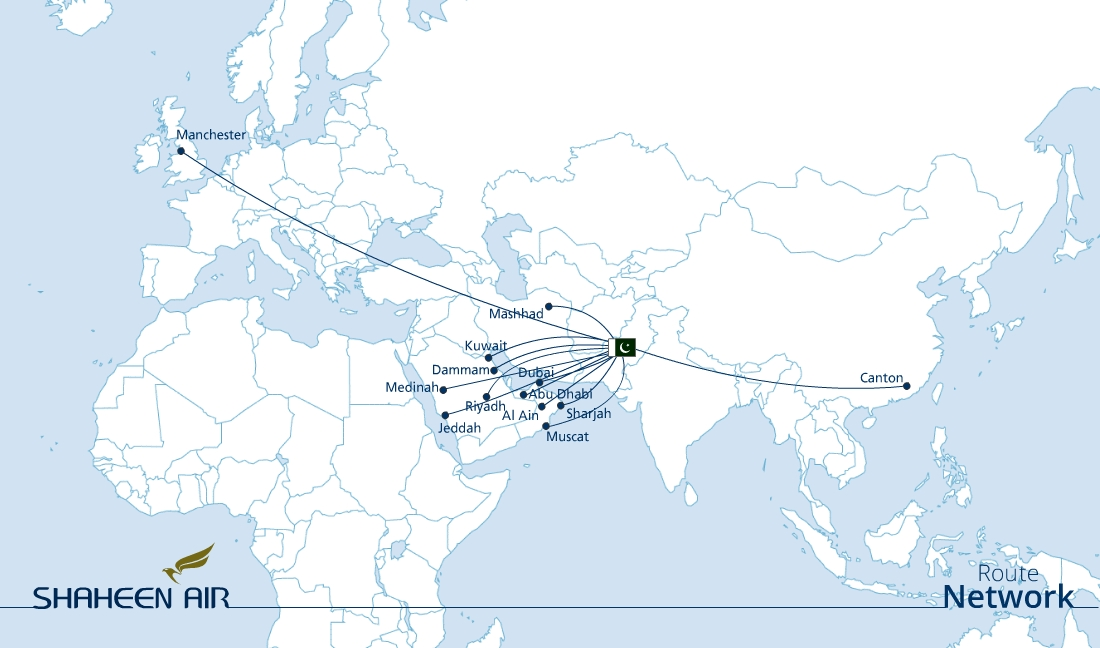 Manchester
Mashhad
Kuwait
Dammam
Dubai
Canton
Medinah
Abu Dhabi
Riyadh
Al Ain
Sharjah
Jeddah
Muscat
SHAHEEN AIR
Route
Network